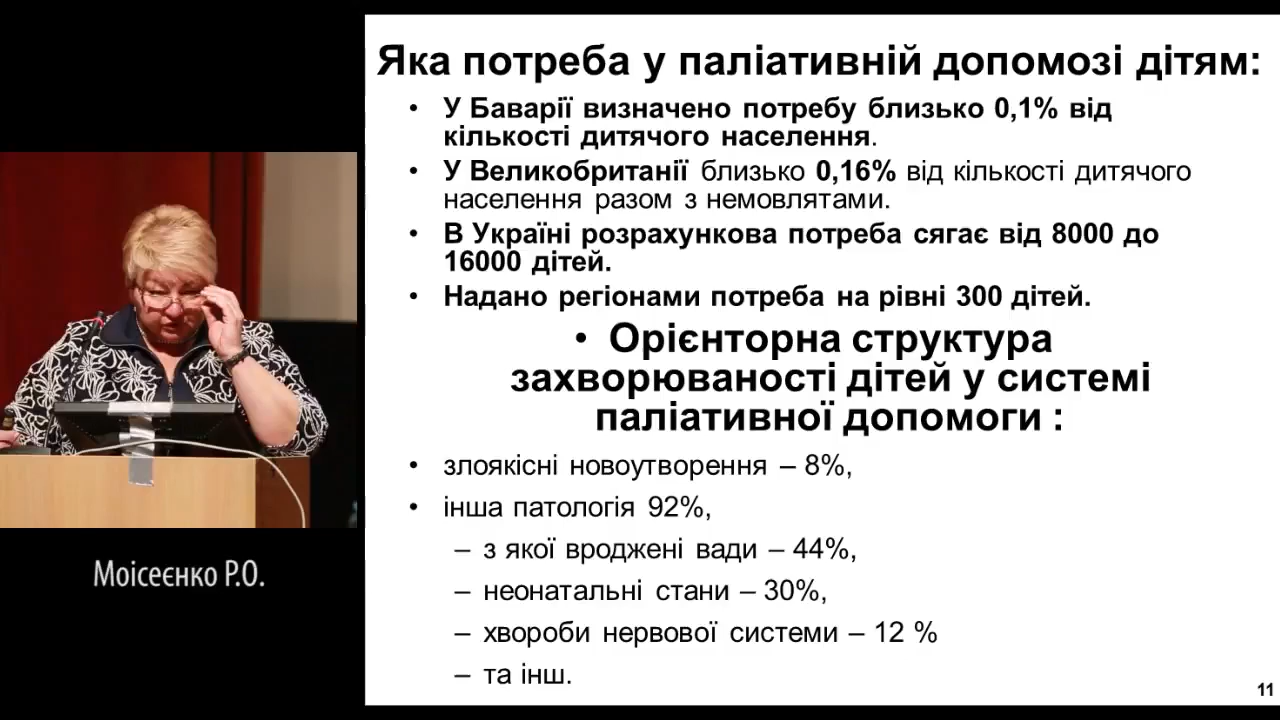 Яка потреба у паліативній допомозі дітям:
• У Баварії визначено потребу близько 0,1% від
кількості дитячого населення.
• У Великобританії близько 0,16% від кількості дитячого
населення разом з немовлятами.
• В Україні розрахункова потреба сягає від 8000 до
16000 дітей.
• Надано регіонами потреба на рівні 300 дітей.
• Орієнторна структура
захворюваності дітей у системі
паліативної допомоги :
• злоякісні новоутворення – 8%,
• інша патологія 92%,
– з якої вроджені вади – 44%,
– неонатальні стани – 30%,
– хвороби нервової системи – 12 %
– та інш.
11
Моісеєнко Р.О.